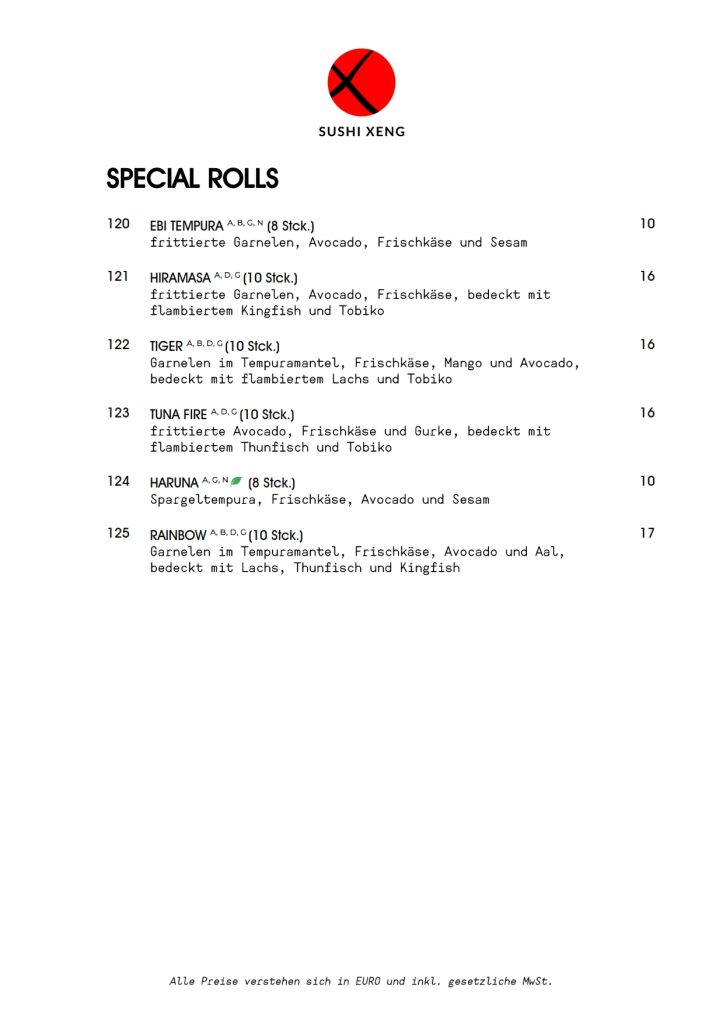 SUSHI XENG
SPECIAL ROLLS
120 EBI TEMPURA A, B, G, N (8 Stck.) 10
frittierte Garnelen, Avocado, Frischkäse und Sesam
121 HIRAMASA A, D, G (10 Stck.) 16
frittierte Garnelen, Avocado, Frischkäse, bedeckt mit
flambiertem Kingfish und Tobiko
122 TIGER A, B, D, G (10 Stck.) 16
Garnelen im Tempuramantel, Frischkäse, Mango und Avocado,
bedeckt mit flambiertem Lachs und Tobiko
123 TUNA FIRE A, D, G (10 Stck.) 16
frittierte Avocado, Frischkäse und Gurke, bedeckt mit
flambiertem Thunfisch und Tobiko
124 HARUNA A, G, N (8 Stck.) 10
Spargeltempura, Frischkäse, Avocado und Sesam
125 RAINBOW A, B, D, G (10 Stck.) 17
Garnelen im Tempuramantel, Frischkäse, Avocado und Aal,
bedeckt mit Lachs, Thunfisch und Kingfish
Alle Preise verstehen sich in EURO und inkl. gesetzliche MwSt.